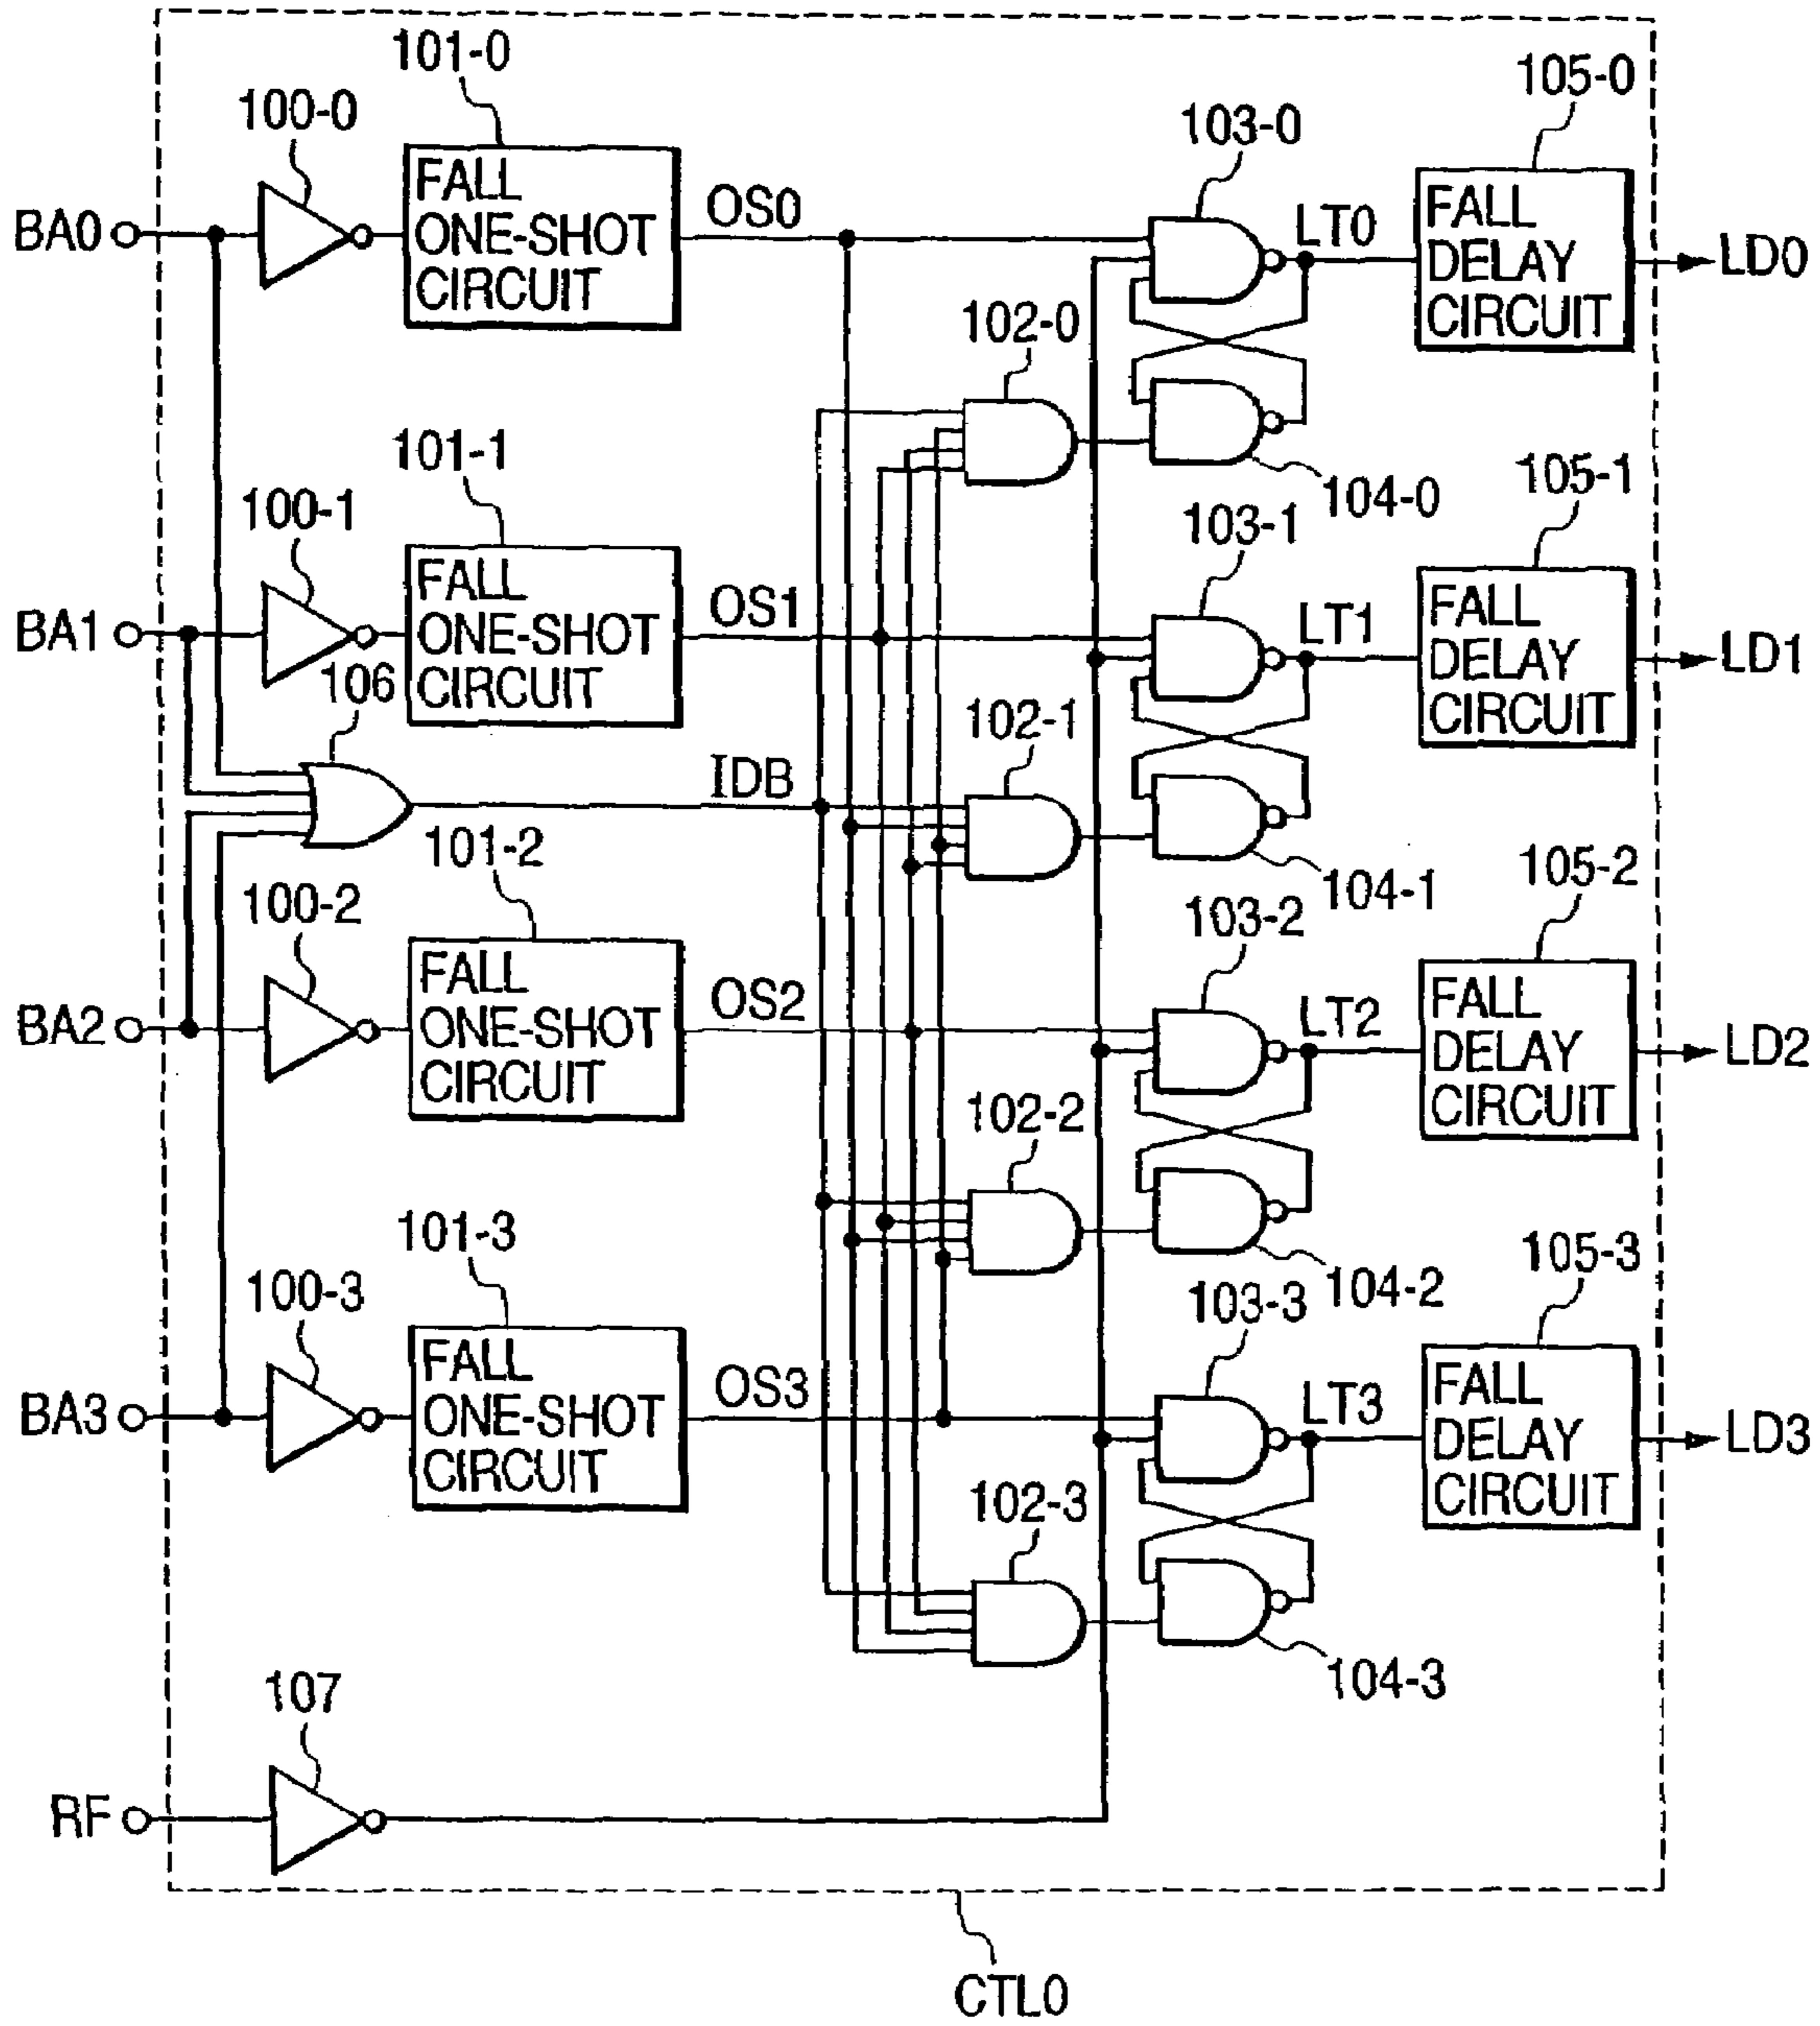 101-0
105-0
100-0
103-0
FALL
ONE-SHOT
CIRCUIT
OS0
LT0
FALL
DELAY
CIRCUIT
BA0
LD0
102-0
101-1
104-0
105-1
100-1
103-1
FALL
ONE-SHOT
CIRCUIT
OS1
LT1
FALL
DELAY
CIRCUIT
BA1
LD1
106
102-1
IDB
101-2
104-1
105-2
100-2
103-2
FALL
ONE-SHOT
CIRCUIT
OS2
LT2
FALL
DELAY
CIRCUIT
BA2
LD2
102-2
101-3
104-2
105-3
100-3
103-3
FALL
ONE-SHOT
CIRCUIT
OS3
LT3
FALL
DELAY
CIRCUIT
BA3
LD3
102-3
104-3
107
RF
CTL0